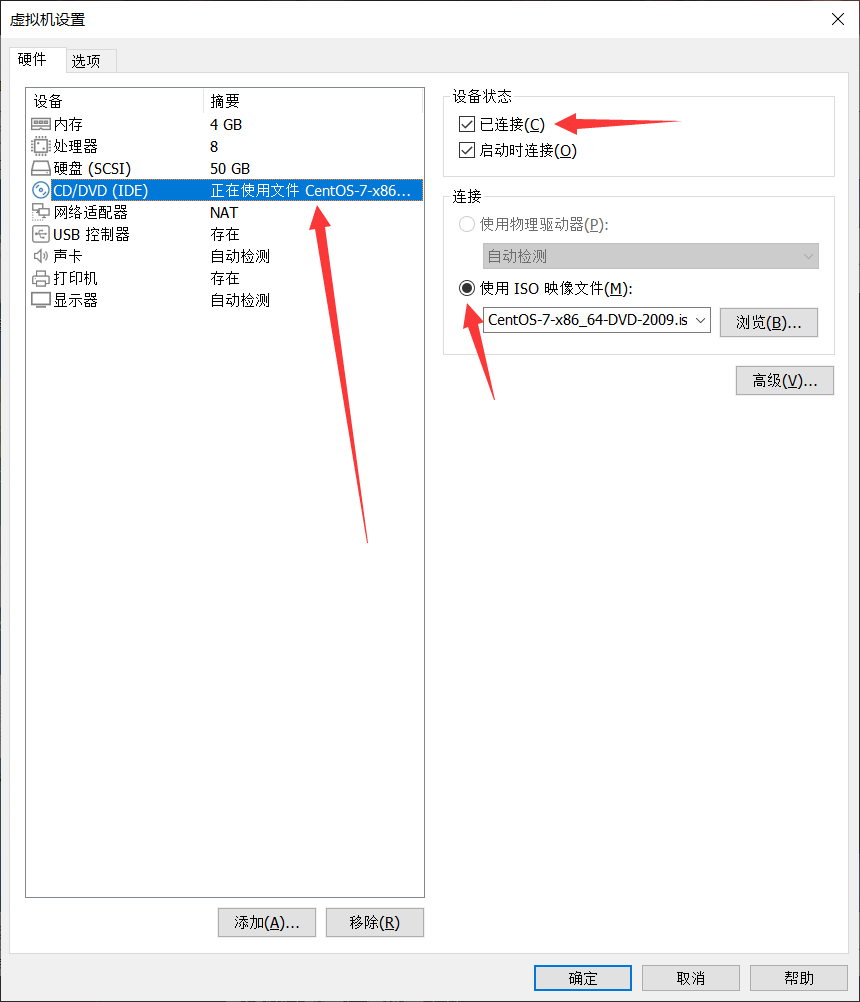 虚拟机设置
硬件 选项
设备 摘要
内存 4 GB
处理器 8
硬盘 (SCSI) 50 GB
CD/DVD (IDE) 正在使用文件 CentOS-7-x86...
网络适配器 NAT
USB 控制器 存在
声卡 自动检测
打印机 存在
显示器 自动检测
添加(A)... 移除(R)
设备状态
已连接(C)
启动时连接(O)
连接
使用物理驱动器(P):
自动检测
使用 ISO 映像文件(M):
CentOS-7-x86_64-DVD-2009.is 浏览(B)...
高级(V)...
确定 取消 帮助